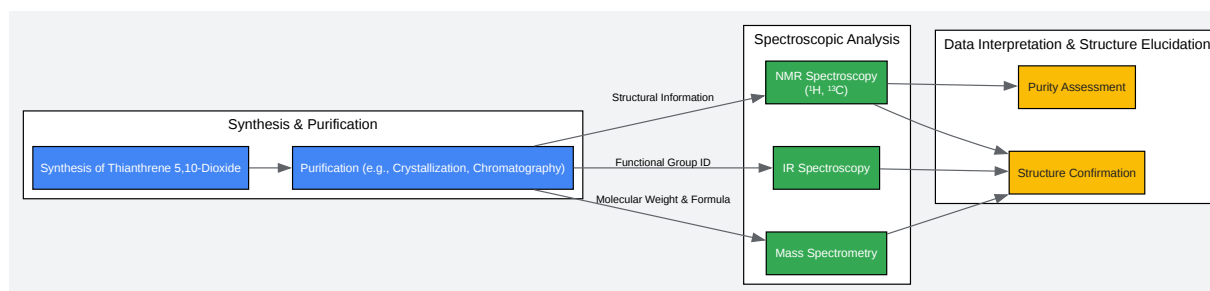 Synthesis & Purification
Synthesis of Thianthrene 5,10-Dioxide
Purification (e.g., Crystallization, Chromatography)
Structural Information
Functional Group ID
Molecular Weight & Formula
Spectroscopic Analysis
NMR Spectroscopy
(¹H, ¹³C)
IR Spectroscopy
Mass Spectrometry
Data Interpretation & Structure Elucidation
Purity Assessment
Structure Confirmation